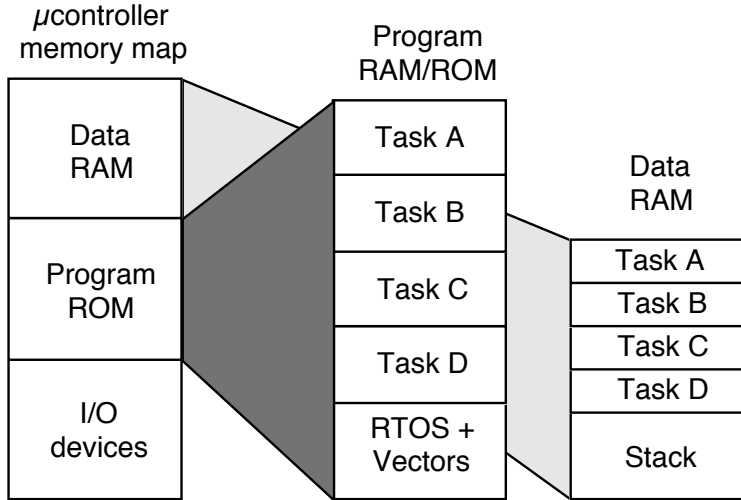 µcontroller
memory map
Data
RAM
Program
ROM
I/O
devices
Program
RAM/ROM
Task A
Task B
Task C
Task D
RTOS +
Vectors
Data
RAM
Task A
Task B
Task C
Task D
Stack